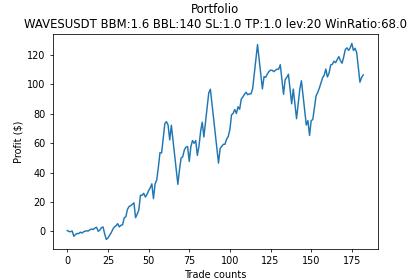 Portfolio
WAVESUSDT BBM:1.6 BBL:140 SL:1.0 TP:1.0 lev:20 WinRatio:68.0
Profit ($)
120
100
80
60
40
20
0
0 25 50 75 100 125 150 175
Trade counts